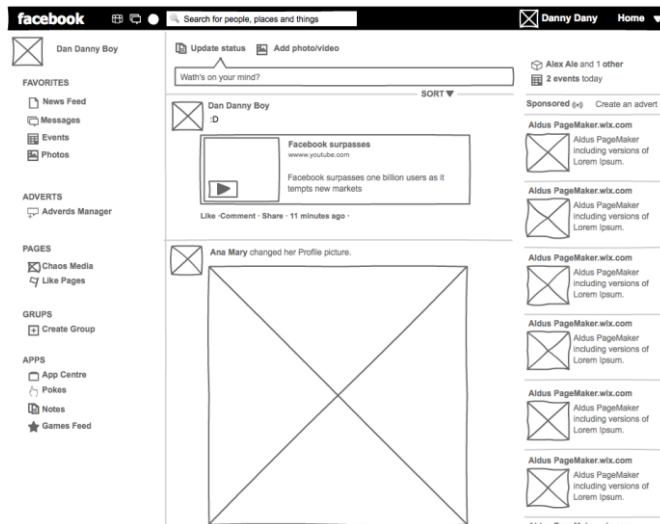 facebook
Search for people, places and things
Danny Dany Home
Dan Danny Boy
FAVORITES
News Feed
Messages
Events
Photos
ADVERTS
Adverds Manager
PAGES
Chaos Media
Like Pages
GRUPS
Create Group
APPS
App Centre
Pokes
Notes
Games Feed
Update status Add photo/video
Wath's on your mind?
SORT
Dan Danny Boy
:D
Facebook surpasses
wwww.youtube.com
Facebook surpasses one billion users as it
tempts new markets
Like ·Comment · Share · 11 minutes ago ·
Ana Mary changed her Profile picture.
Alex Ale and 1 other
2 events today
Sponsored Create an advert
Aldus PageMaker.wix.com
Aldus PageMaker
including versions of
Lorem Ipsum.
Aldus PageMaker.wix.com
Aldus PageMaker
including versions of
Lorem Ipsum.
Aldus PageMaker.wix.com
Aldus PageMaker
including versions of
Lorem Ipsum.
Aldus PageMaker.wix.com
Aldus PageMaker
including versions of
Lorem Ipsum.
Aldus PageMaker.wix.com
Aldus PageMaker
including versions of
Lorem Ipsum.
Aldus PageMaker.wix.com
Aldus PageMaker
including versions of
Lorem Ipsum.